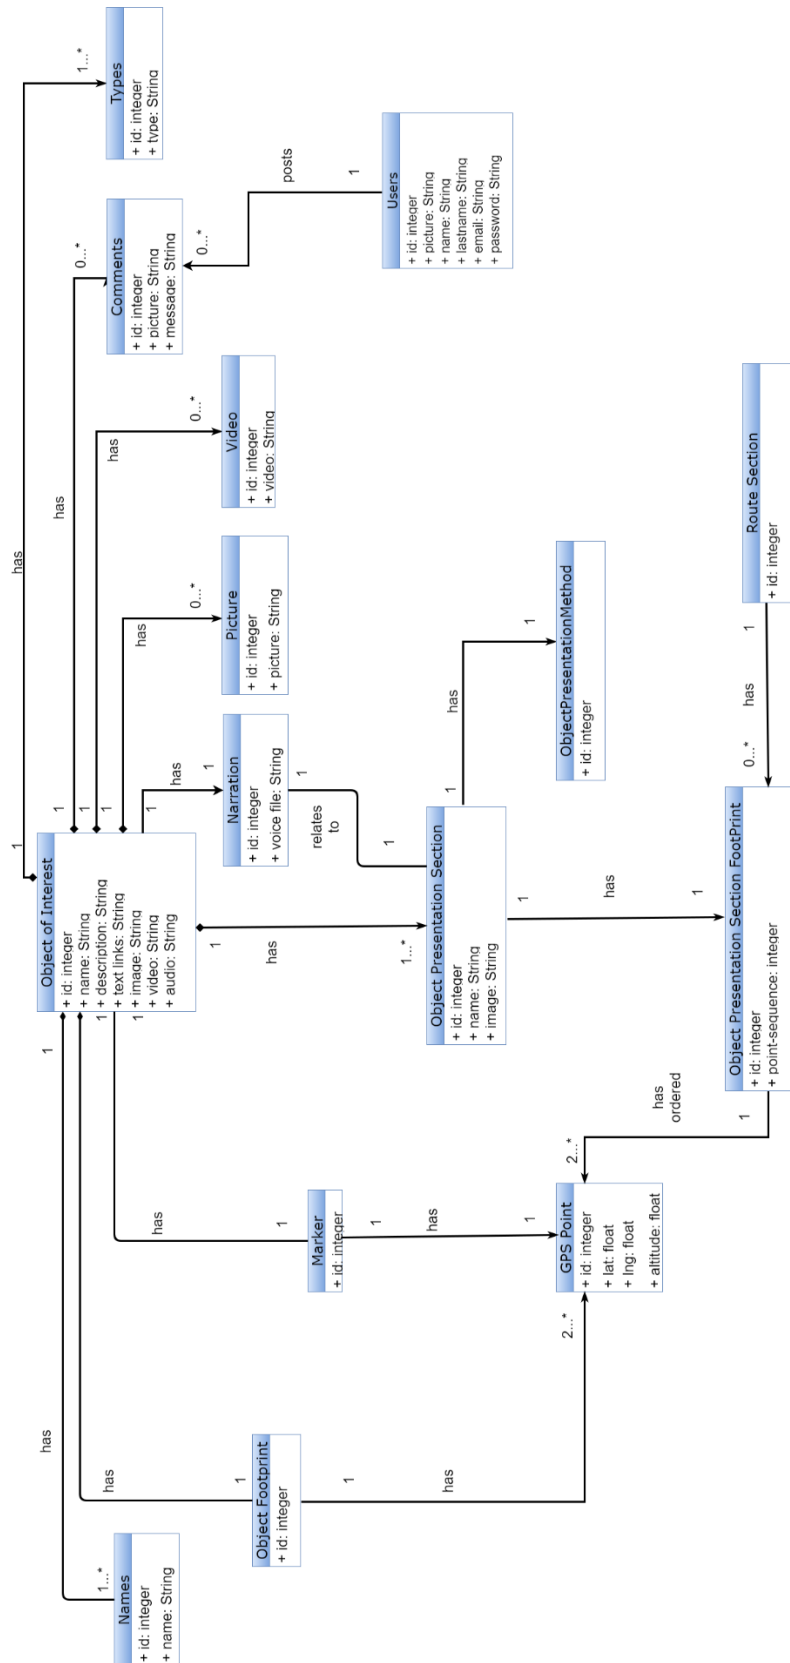 has
has
has
has
has
has
has
has
has
has
1
1
1
1
1
1
1
1
1
Object of Interest
+ id: integer
+ name: String
+ description: String
+ text links: String
+ image: String
+ video: String
+ audio: String
1...*
Names
+ id: integer
+ name: String
1
Object Footprint
+ id: integer
1
has
2...*
1
Marker
+ id: integer
1
has
1
1
Narration
+ id: integer
+ voice file: String
1
relates
to
1
0...*
Picture
+ id: integer
+ picture: String
0...*
Video
+ id: integer
+ video: String
0...*
Comments
+ id: integer
+ picture: String
+ message: String
0...*
posts
1
1...*
Types
+ id: integer
+ type: String
Users
+ id: integer
+ picture: String
+ name: String
+ lastname: String
+ email: String
+ password: String
1...*
Object Presentation Section
+ id: integer
+ name: String
+ image: String
1
has
1
ObjectPresentationMethod
+ id: integer
1
has
1
GPS Point
+ id: integer
+ lat: float
+ lng: float
+ altitude: float
2...*
has
ordered
1
Object Presentation Section FootPrint
+ id: integer
+ point-sequence: integer
0...*
has
1
Route Section
+ id: integer